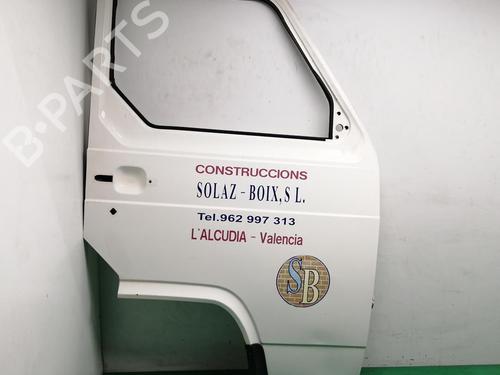 B-PARTS
CONSTRUCCIONS
SOLAZ - BOIX, S L.
Tel. 962 997 313
L'ALCUDIA - Valencia
SB